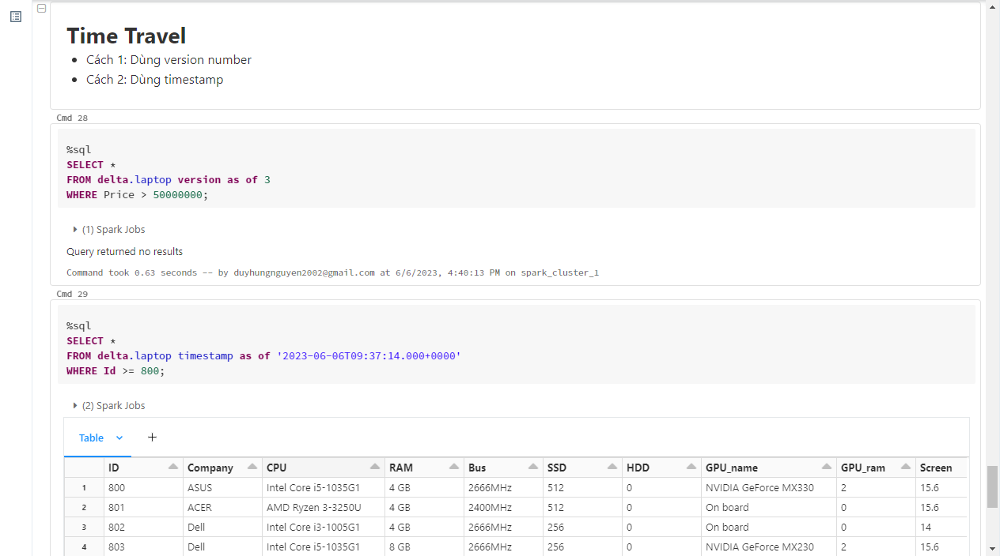 Time Travel
• Cách 1: Dùng version number
• Cách 2: Dùng timestamp
Cmd 28
%sql
SELECT *
FROM delta.laptop version as of 3
WHERE Price > 50000000;
(1) Spark Jobs
Query returned no results
Command took 0.63 seconds -- by duyhungnguyen2002@gmail.com at 6/6/2023, 4:40:13 PM on spark_cluster_1
Cmd 29
%sql
SELECT *
FROM delta.laptop timestamp as of '2023-06-06T09:37:14.000+0000'
WHERE Id >= 800;
(2) Spark Jobs
Table +
ID Company CPU RAM Bus SSD HDD GPU_name GPU_ram Screen
1 800 ASUS Intel Core i5-1035G1 4 GB 2666MHz 512 0 NVIDIA GeForce MX330 2 15.6
2 801 ACER AMD Ryzen 3-3250U 4 GB 2400MHz 512 0 On board 0 15.6
3 802 Dell Intel Core i3-1005G1 4 GB 2666MHz 256 0 On board 0 14
4 803 Dell Intel Core i5-1035G1 8 GB 2666MHz 256 0 NVIDIA GeForce MX230 2 15.6